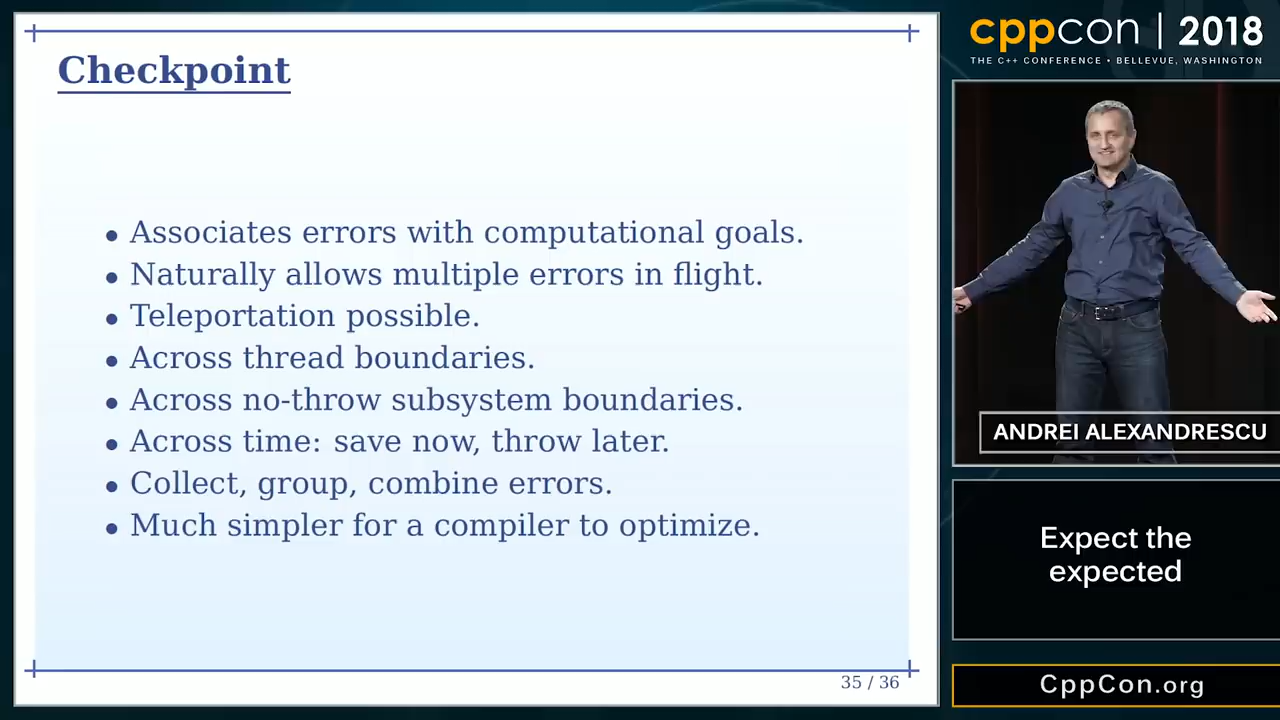 Checkpoint
• Associates errors with computational goals.
• Naturally allows multiple errors in flight.
• Teleportation possible.
• Across thread boundaries.
• Across no-throw subsystem boundaries.
• Across time: save now, throw later.
• Collect, group, combine errors.
• Much simpler for a compiler to optimize.
35 / 36
cppcon | 2018
THE C++ CONFERENCE • BELLEVUE, WASHINGTON
ANDREI ALEXANDRESCU
Expect the
expected
CppCon.org